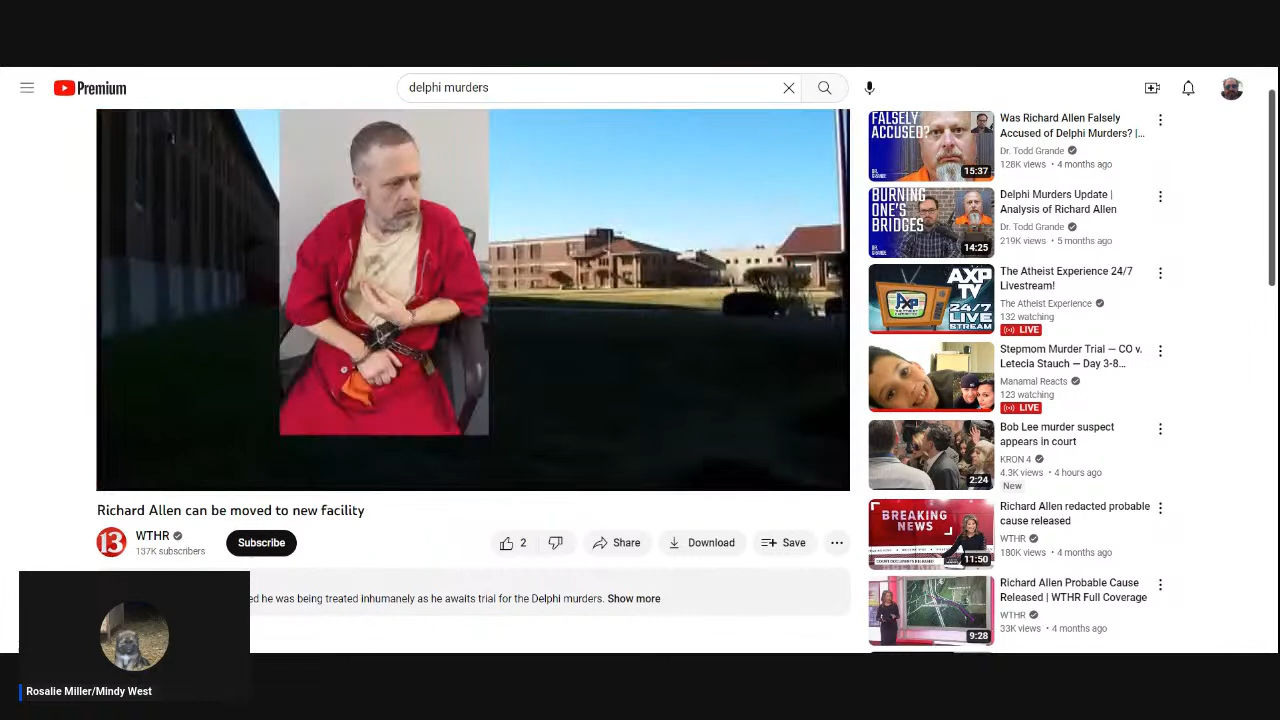 Premium
delphi murders
Richard Allen can be moved to new facility
13
WTHR
137K subscribers
Subscribe
2
Share
Download
Save
ed he was being treated inhumanely as he awaits trial for the Delphi murders. Show more
Rosalie Miller/Mindy West
FALSELY
ACCUSED?
DR.
GRANDE
15:37
Was Richard Allen Falsely
Accused of Delphi Murders? |...
Dr. Todd Grande
128K views • 4 months ago
BURNING
ONE'S
BRIDGES
DR.
GRANDE
14:25
Delphi Murders Update |
Analysis of Richard Allen
Dr. Todd Grande
219K views • 5 months ago
AXP
TV
24/7
LIVE
STREAM
The Atheist Experience 24/7
Livestream!
The Atheist Experience
132 watching
LIVE
Stepmom Murder Trial — CO v.
Letecia Stauch — Day 3-8...
Manamal Reacts
123 watching
LIVE
2:24
Bob Lee murder suspect
appears in court
KRON 4
4.3K views • 4 hours ago
New
BREAKING
NEWS
11:50
Richard Allen redacted probable
cause released
WTHR
180K views • 4 months ago
9:28
Richard Allen Probable Cause
Released | WTHR Full Coverage
WTHR
33K views • 4 months ago